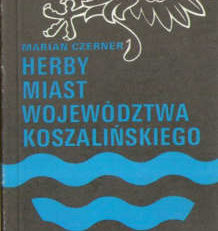 MARIAN CZERNER
HERBY
MIAST
WOJEWÓDZTWA
KOSZALIŃSKIEGO